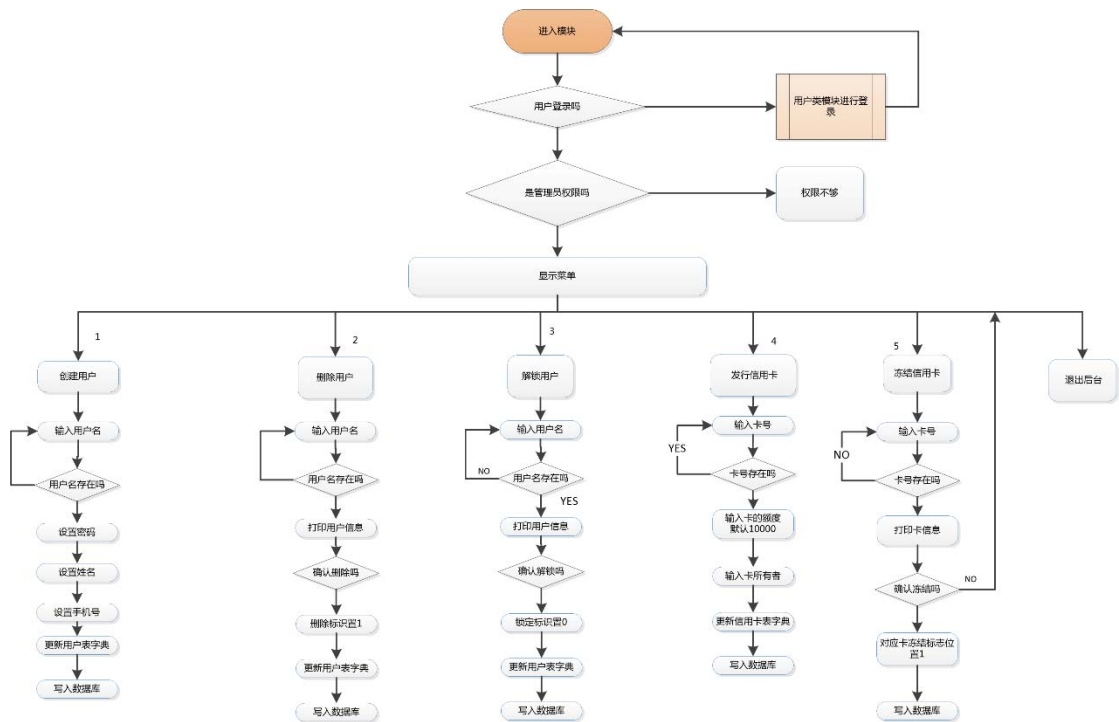 进入模块
用户登录吗
用户类模块进行登
录
是管理员权限吗
权限不够
显示菜单
1
创建用户
输入用户名
用户名存在吗
设置密码
设置姓名
设置手机号
更新用户表字典
写入数据库
2
删除用户
输入用户名
用户名存在吗
打印用户信息
确认删除吗
删除标识置1
更新用户表字典
写入数据库
3
解锁用户
输入用户名
NO
用户名存在吗
YES
打印用户信息
确认解锁吗
锁定标识置0
更新用户表字典
写入数据库
4
发行信用卡
输入卡号
YES
卡号存在吗
输入卡的额度
默认10000
输入卡所有者
更新信用卡表字典
写入数据库
5
冻结信用卡
输入卡号
NO
卡号存在吗
打印卡信息
确认冻结吗
NO
对应卡冻结标志位
置1
写入数据库
退出后台